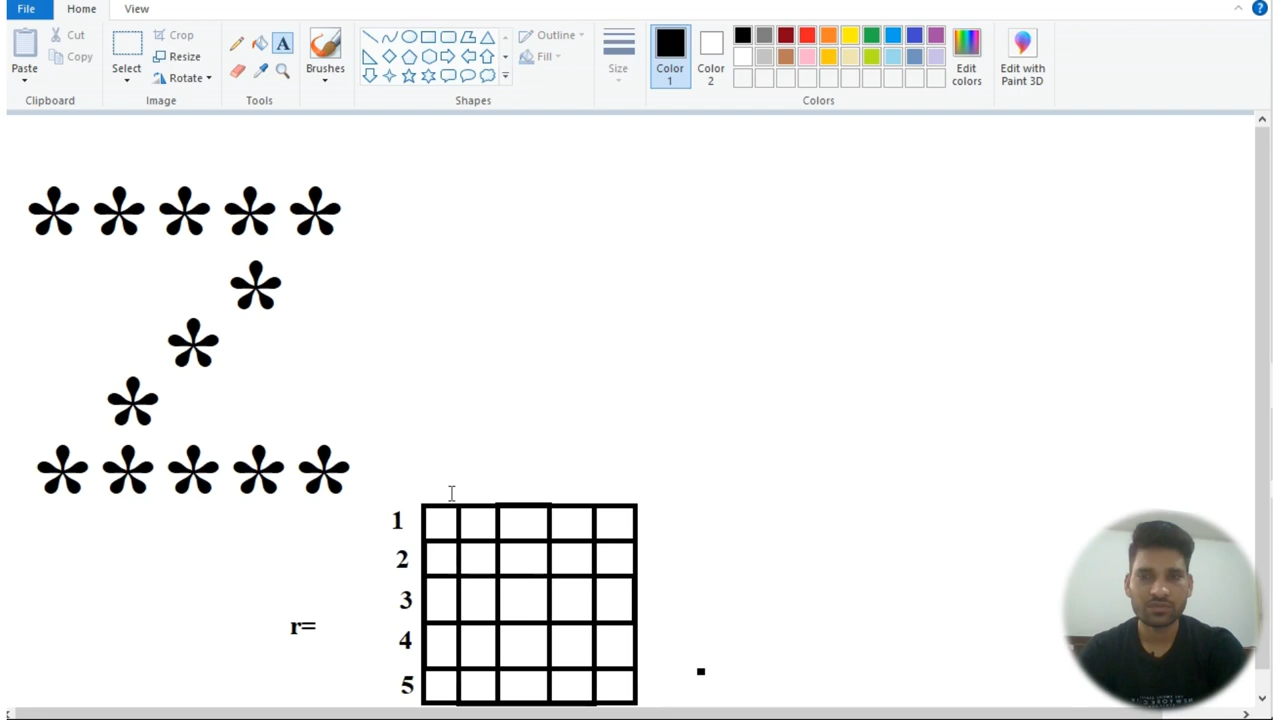 File Home View
Cut
Copy
Paste
Clipboard
Select
Crop
Resize
Rotate
Image
A
Tools
Brushes
Shapes
Outline
Fill
Size
Color 1
Color 2
Edit colors
Edit with Paint 3D
Colors
* * * * *
*
*
*
* * * * *
1
2
3
r=
4
5
.